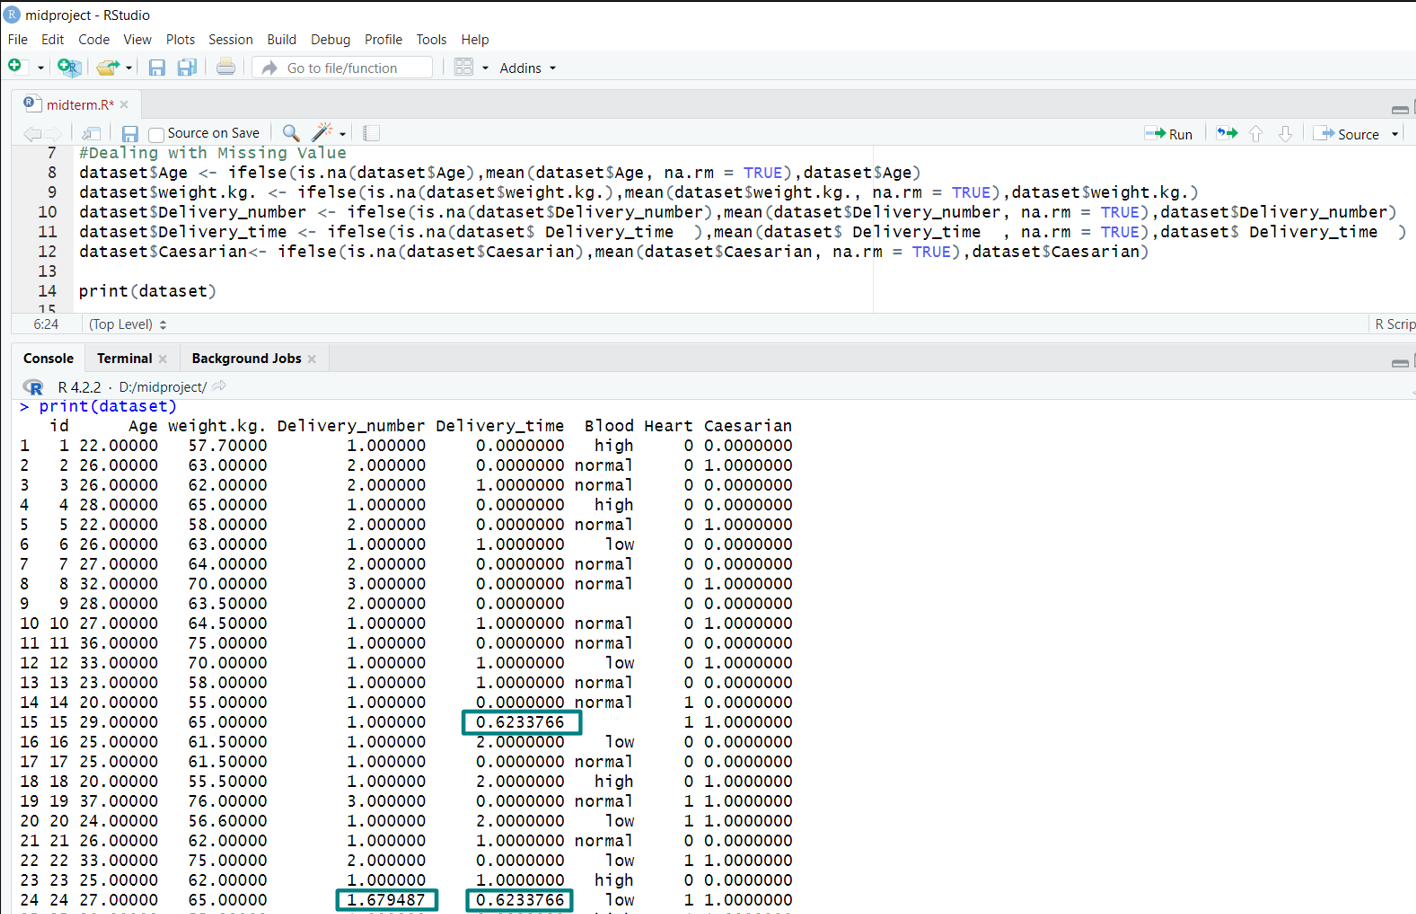 midproject - RStudio
File Edit Code View Plots Session Build Debug Profile Tools Help
Go to file/function Addins
midterm.R*
Source on Save Run Source
7 #Dealing with Missing Value
8 dataset$Age <- ifelse(is.na(dataset$Age),mean(dataset$Age, na.rm = TRUE),dataset$Age)
9 dataset$weight.kg. <- ifelse(is.na(dataset$weight.kg.),mean(dataset$weight.kg., na.rm = TRUE),dataset$weight.kg.)
10 dataset$Delivery_number <- ifelse(is.na(dataset$Delivery_number),mean(dataset$Delivery_number, na.rm = TRUE),dataset$Delivery_number)
11 dataset$Delivery_time <- ifelse(is.na(dataset$ Delivery_time  ),mean(dataset$ Delivery_time  , na.rm = TRUE),dataset$ Delivery_time  )
12 dataset$Caesarian<- ifelse(is.na(dataset$Caesarian),mean(dataset$Caesarian, na.rm = TRUE),dataset$Caesarian)
13
14 print(dataset)
15
6:24 (Top Level) R Scrip
Console Terminal Background Jobs
R 4.2.2 · D:/midproject/
> print(dataset)
id Age weight.kg. Delivery_number Delivery_time Blood Heart Caesarian
1 1 22.00000 57.70000 1.000000 0.0000000 high 0 0.0000000
2 2 26.00000 63.00000 2.000000 0.0000000 normal 0 1.0000000
3 3 26.00000 62.00000 2.000000 1.0000000 normal 0 0.0000000
4 4 28.00000 65.00000 1.000000 0.0000000 high 0 0.0000000
5 5 22.00000 58.00000 2.000000 0.0000000 normal 0 1.0000000
6 6 26.00000 63.00000 1.000000 1.0000000 low 0 0.0000000
7 7 27.00000 64.00000 2.000000 0.0000000 normal 0 0.0000000
8 8 32.00000 70.00000 3.000000 0.0000000 normal 0 1.0000000
9 9 28.00000 63.50000 2.000000 0.0000000 0 0.0000000
10 10 27.00000 64.50000 1.000000 1.0000000 normal 0 1.0000000
11 11 36.00000 75.00000 1.000000 0.0000000 normal 0 0.0000000
12 12 33.00000 70.00000 1.000000 1.0000000 low 0 1.0000000
13 13 23.00000 58.00000 1.000000 1.0000000 normal 0 0.0000000
14 14 20.00000 55.00000 1.000000 0.0000000 normal 1 0.0000000
15 15 29.00000 65.00000 1.000000 0.6233766 1 1.0000000
16 16 25.00000 61.50000 1.000000 2.0000000 low 0 0.0000000
17 17 25.00000 61.50000 1.000000 0.0000000 normal 0 0.0000000
18 18 20.00000 55.50000 1.000000 2.0000000 high 0 1.0000000
19 19 37.00000 76.00000 3.000000 0.0000000 normal 1 1.0000000
20 20 24.00000 56.60000 1.000000 2.0000000 low 1 1.0000000
21 21 26.00000 62.00000 1.000000 1.0000000 normal 0 0.0000000
22 22 33.00000 75.00000 2.000000 0.0000000 low 1 1.0000000
23 23 25.00000 62.00000 1.000000 1.0000000 high 0 0.0000000
24 24 27.00000 65.00000 1.679487 0.6233766 low 1 1.0000000